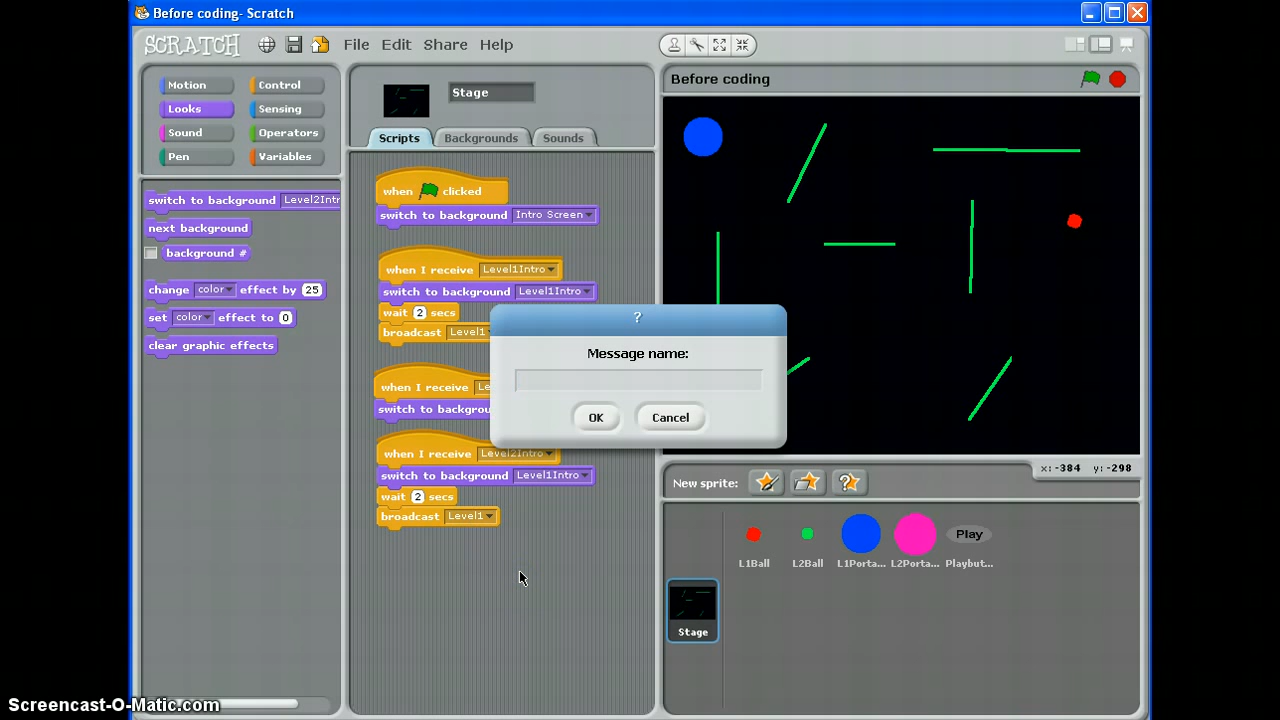 Before coding- Scratch
SCRATCH
File Edit Share Help
Motion Control
Looks Sensing
Sound Operators
Pen Variables
switch to background Level2Intr
next background
background #
change color effect by 25
set color effect to 0
clear graphic effects
Stage
Scripts Backgrounds Sounds
when clicked
switch to background Intro Screen
when I receive Level1Intro
switch to background Level1Intro
wait 2 secs
broadcast Level1
when I receive Le
switch to backgrou
when I receive Level2Intro
switch to background Level1Intro
wait 2 secs
broadcast Level1
?
Message name:
OK Cancel
Before coding
x: -384 y: -298
New sprite:
Play
L1Ball L2Ball L1Porta... L2Porta... Playbut...
Stage
Screencast-O-Matic.com